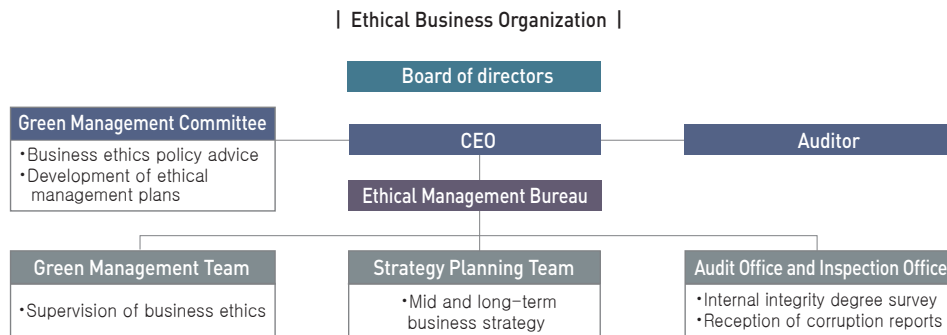 | Ethical Business Organization |
Board of directors
Green Management Committee
•Business ethics policy advice
•Development of ethical
management plans
CEO
Auditor
Ethical Management Bureau
Green Management Team
•Supervision of business ethics
Strategy Planning Team
•Mid and long-term
business strategy
Audit Office and Inspection Office
•Internal integrity degree survey
•Reception of corruption reports